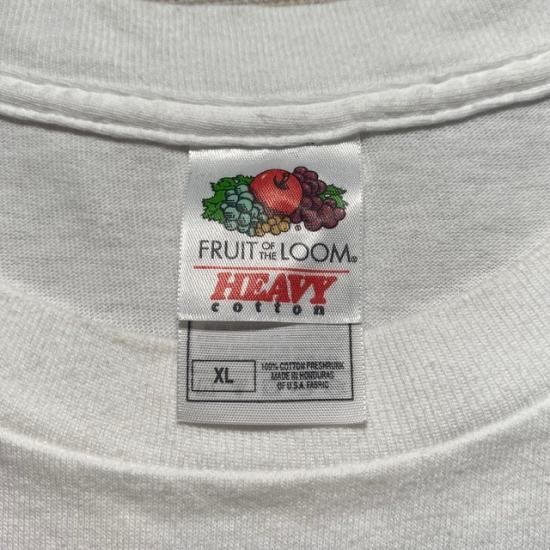 FRUIT OF THE LOOM®
HEAVY
cotton
XL
100% COTTON PRESHRUNK
MADE IN HONDURAS
OF U.S.A. FABRIC